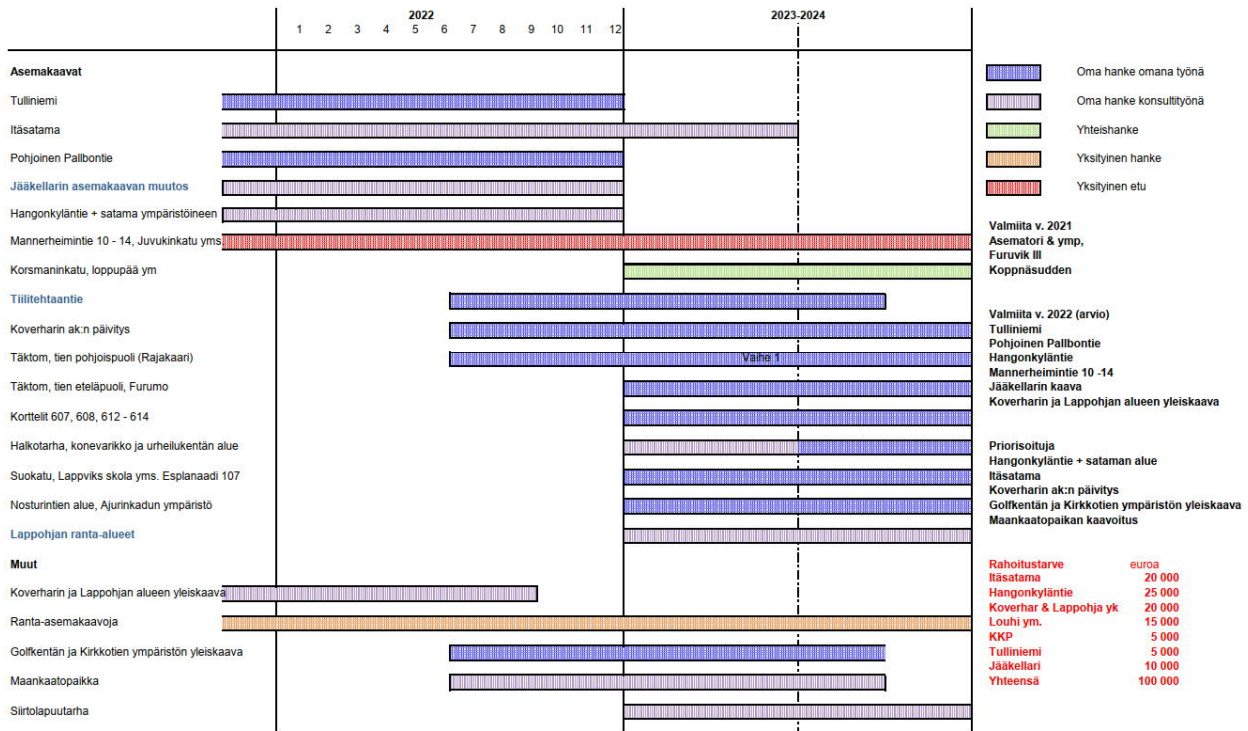 2022
2023-2024
1 2 3 4 5 6 7 8 9 10 11 12
Asemakaavat
Tulliniemi
Itäsatama
Pohjoinen Pallbontie
Jääkellarin asemakaavan muutos
Hangonkyläntie + satama ympäristöineen
Mannerheimintie 10 - 14, Juvukinkatu yms.
Korsmaninkatu, loppupää ym
Tiilitehtaantie
Koverharin ak:n päivitys
Täktom, tien pohjoispuoli (Rajakaari)
Vaihe 1
Täktom, tien eteläpuoli, Furumo
Korttelit 607, 608, 612 - 614
Halkotarha, konevarikko ja urheilukentän alue
Suokatu, Lappviks skola yms. Esplanaadi 107
Nosturintien alue, Ajurinkadun ympäristö
Lappohjan ranta-alueet
Muut
Koverharin ja Lappohjan alueen yleiskaava
Ranta-asemakaavoja
Golfkentän ja Kirkkotien ympäristön yleiskaava
Maankaatopaikka
Siirtolapuutarha
Oma hanke omana työnä
Oma hanke konsultityönä
Yhteishanke
Yksityinen hanke
Yksityinen etu
Valmiita v. 2021
Asematori & ymp,
Furuvik III
Koppnäsudden
Valmiita v. 2022 (arvio)
Tulliniemi
Pohjoinen Pallbontie
Hangonkyläntie
Mannerheimintie 10 -14
Jääkellarin kaava
Koverharin ja Lappohjan alueen yleiskaava
Priorisoituja
Hangonkyläntie + sataman alue
Itäsatama
Koverharin ak:n päivitys
Golfkentän ja Kirkkotien ympäristön yleiskaava
Maankaatopaikan kaavoitus
Rahoitustarve euroa
Itäsatama 20 000
Hangonkyläntie 25 000
Koverhar & Lappohja yk 20 000
Louhi ym. 15 000
KKP 5 000
Tulliniemi 5 000
Jääkellari 10 000
Yhteensä 100 000